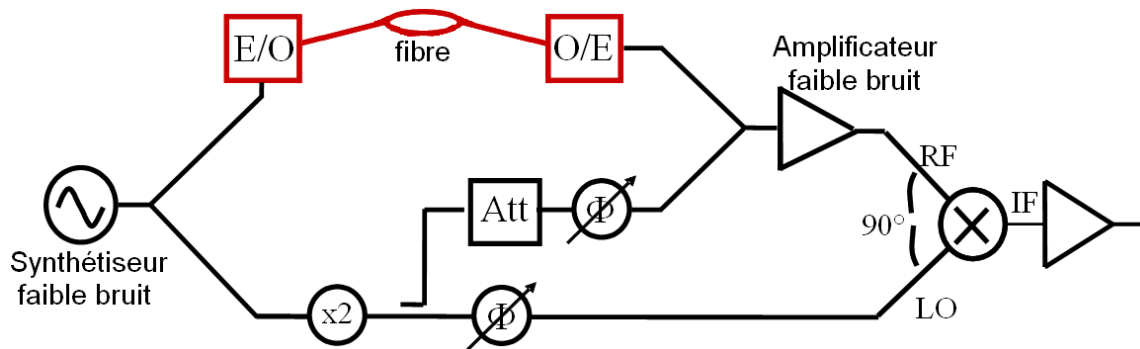 E/O
fibre
O/E
Amplificateur
faible bruit
RF
Att
Φ
90°
IF
Synthétiseur
faible bruit
x2
Φ
LO